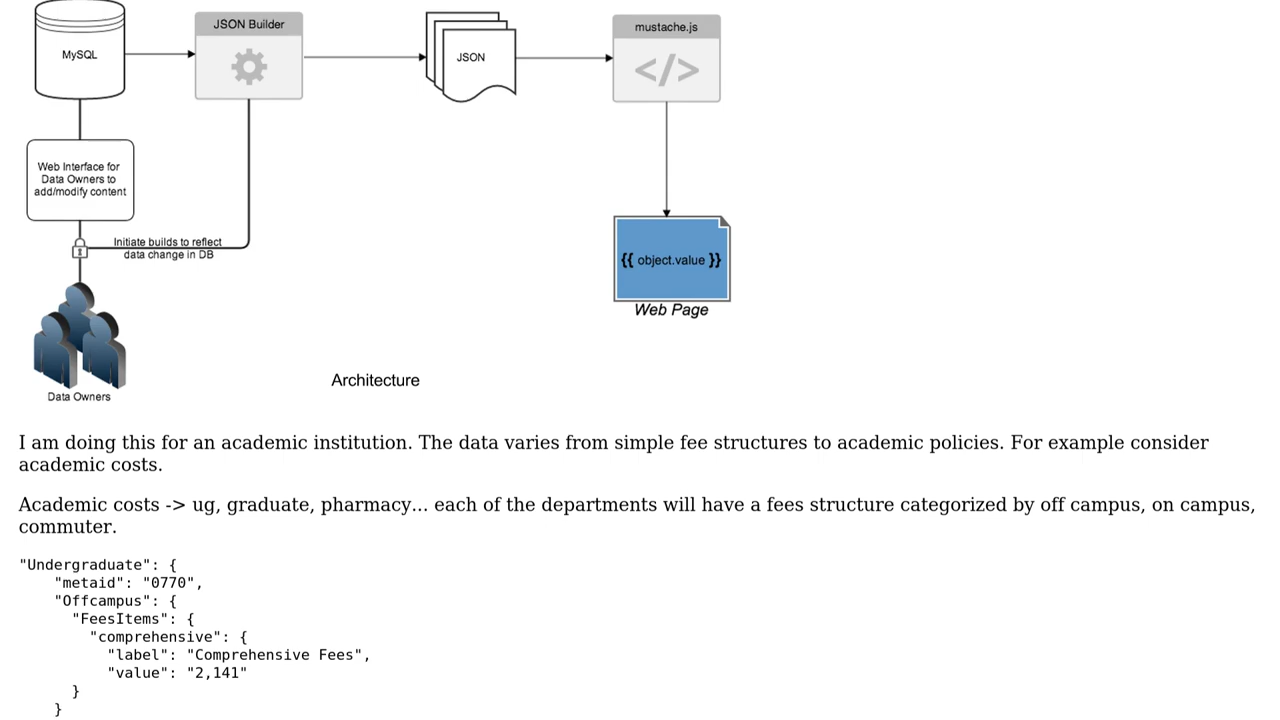 MySQL
JSON Builder
JSON
mustache.js
</>
Web Interface for
Data Owners to
add/modify content
Initiate builds to reflect
data change in DB
{{ object.value }}
Web Page
Data Owners
Architecture
I am doing this for an academic institution. The data varies from simple fee structures to academic policies. For example consider
academic costs.
Academic costs -> ug, graduate, pharmacy... each of the departments will have a fees structure categorized by off campus, on campus,
commuter.
"Undergraduate": {
    "metaid": "0770",
    "Offcampus": {
      "FeesItems": {
        "comprehensive": {
          "label": "Comprehensive Fees",
          "value": "2,141"
      }
    }